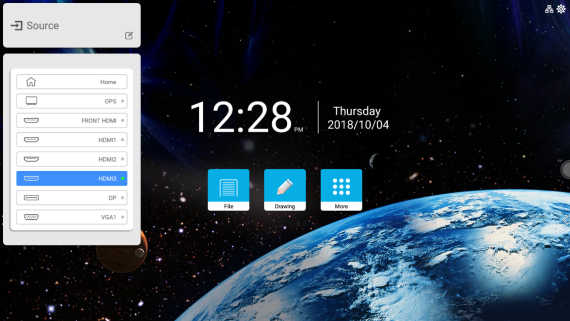 Source
Home
OPS
FRONT HDMI
HDMI1
HDMI2
HDMI3
DP
VGA1
12:28 PM
Thursday
2018/10/04
File
Drawing
More